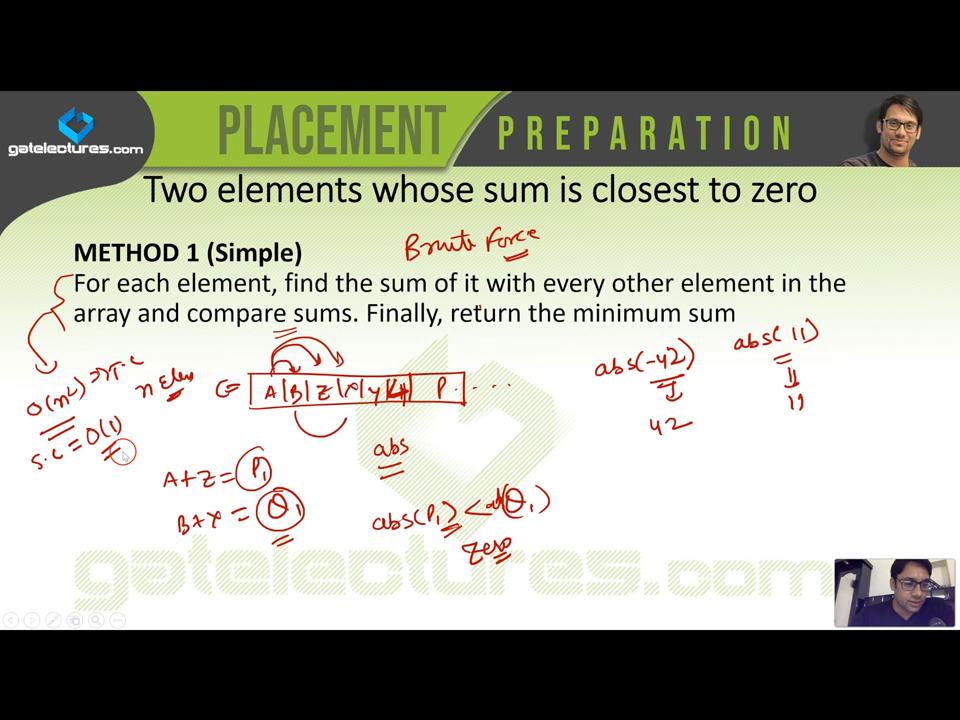 gatelectures.com
PLACEMENT PREPARATION
Two elements whose sum is closest to zero
METHOD 1 (Simple)
Brute Force
For each element, find the sum of it with every other element in the
array and compare sums. Finally, return the minimum sum
abs(-42)
abs(11)
42
11
O(n²) ⇒ T.C
n Elem
A|B|Z|X|Y| P ....
S.C = O(1)
abs
A+Z = P₁
B+X = Q₁
abs(P₁) < abs(Q₁)
zero
gatelectures.com